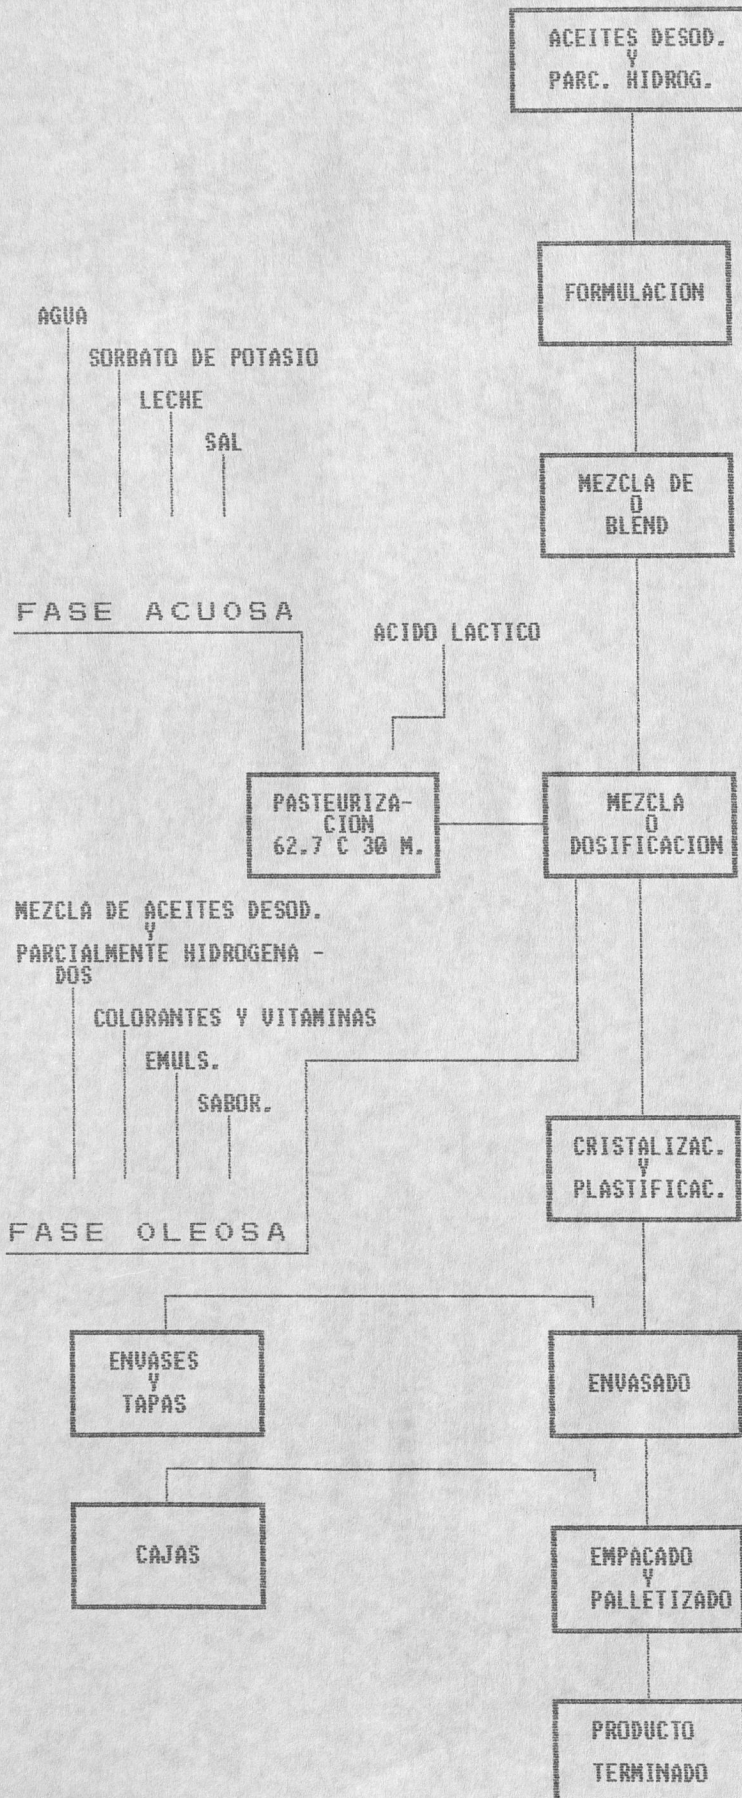 ACEITES DESOD.
Y
PARC. HIDROG.
FORMULACION
AGUA
SORBATO DE POTASIO
LECHE
SAL
MEZCLA DE
O
BLEND
FASE ACUOSA
ACIDO LACTICO
PASTEURIZA-
CION
62.7 C 30 M.
MEZCLA
O
DOSIFICACION
MEZCLA DE ACEITES DESOD.
Y
PARCIALMENTE HIDROGENA -
DOS
COLORANTES Y VITAMINAS
EMULS.
SABOR.
FASE OLEOSA
CRISTALIZAC.
Y
PLASTIFICAC.
ENVASES
Y
TAPAS
ENVASADO
CAJAS
EMPACADO
Y
PALLETIZADO
PRODUCTO
TERMINADO